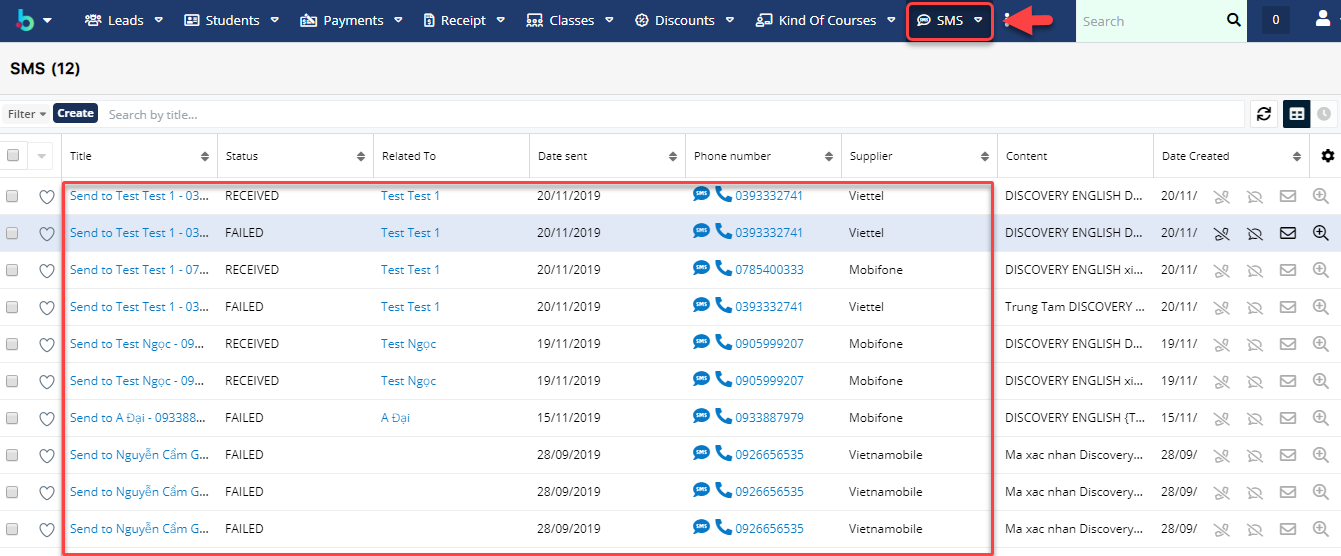 Leads Students Payments Receipt Classes Discounts Kind Of Courses SMS Search 0
SMS (12)
Filter Create Search by title...
Title Status Related To Date sent Phone number Supplier Content Date Created
Send to Test Test 1 - 03... RECEIVED Test Test 1 20/11/2019 SMS 0393332741 Viettel DISCOVERY ENGLISH D... 20/11/
Send to Test Test 1 - 03... FAILED Test Test 1 20/11/2019 SMS 0393332741 Viettel DISCOVERY ENGLISH D... 20/11/
Send to Test Test 1 - 07... RECEIVED Test Test 1 20/11/2019 SMS 0785400333 Mobifone DISCOVERY ENGLISH xi... 20/11/
Send to Test Test 1 - 03... FAILED Test Test 1 20/11/2019 SMS 0393332741 Viettel Trung Tam DISCOVERY ... 20/11/
Send to Test Ngọc - 09... RECEIVED Test Ngọc 19/11/2019 SMS 0905999207 Mobifone DISCOVERY ENGLISH D... 19/11/
Send to Test Ngọc - 09... RECEIVED Test Ngọc 19/11/2019 SMS 0905999207 Mobifone DISCOVERY ENGLISH xi... 19/11/
Send to A Đại - 093388... FAILED A Đại 15/11/2019 SMS 0933887979 Mobifone DISCOVERY ENGLISH {T... 15/11/
Send to Nguyễn Cẩm G... FAILED 28/09/2019 SMS 0926656535 Vietnamobile Ma xac nhan Discovery... 28/09/
Send to Nguyễn Cẩm G... FAILED 28/09/2019 SMS 0926656535 Vietnamobile Ma xac nhan Discovery... 28/09/
Send to Nguyễn Cẩm G... FAILED 28/09/2019 SMS 0926656535 Vietnamobile Ma xac nhan Discovery... 28/09/